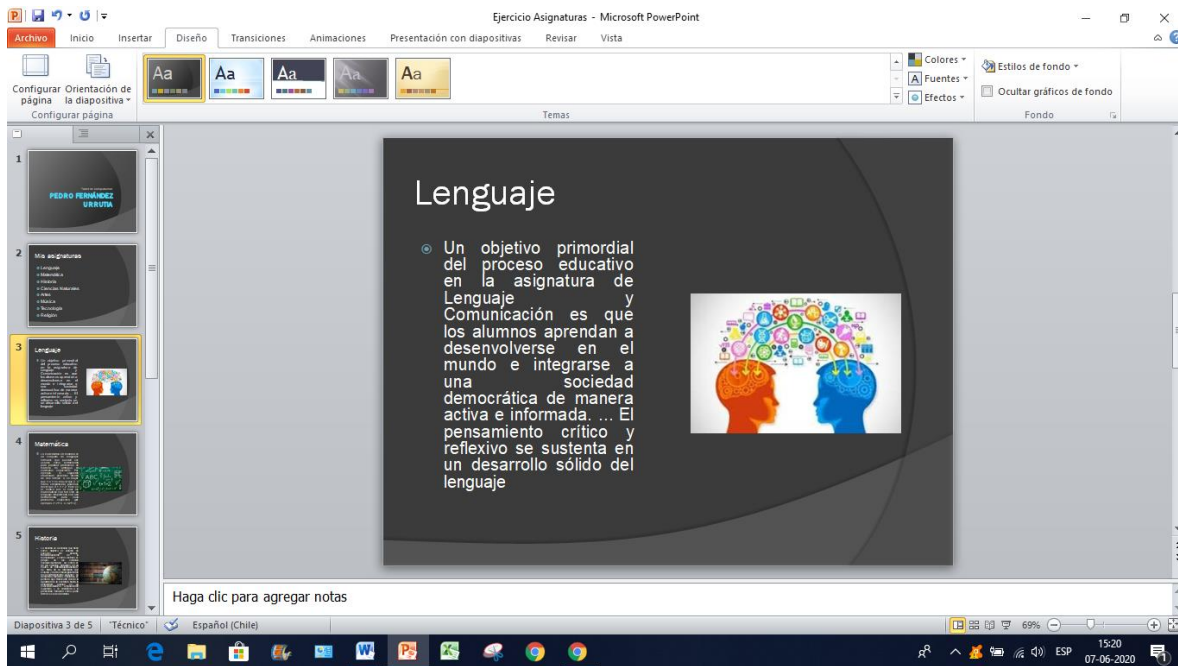 Ejercicio Asignaturas - Microsoft PowerPoint
Archivo Inicio Insertar Diseño Transiciones Animaciones Presentación con diapositivas Revisar Vista
Configurar página
Orientación de la diapositiva
Aa Aa Aa Aa Aa
Colores
Fuentes
Efectos
Estilos de fondo
Ocultar gráficos de fondo
Configurar página Temas Fondo
1
PEDRO FERNÁNDEZ
URRUTIA
2
Mis asignaturas
Lenguaje
Matemática
Historia
Ciencias Naturales
Artes
Música
Tecnología
Religión
3
Lenguaje
4
Matemática
5
Historia
Lenguaje
Un objetivo primordial
del proceso educativo
en la asignatura de
Lenguaje y
Comunicación es que
los alumnos aprendan a
desenvolverse en el
mundo e integrarse a
una sociedad
democrática de manera
activa e informada. ... El
pensamiento crítico y
reflexivo se sustenta en
un desarrollo sólido del
lenguaje
Haga clic para agregar notas
Diapositiva 3 de 5 "Técnico" Español (Chile) 69%
ESP 15:20
07-06-2020